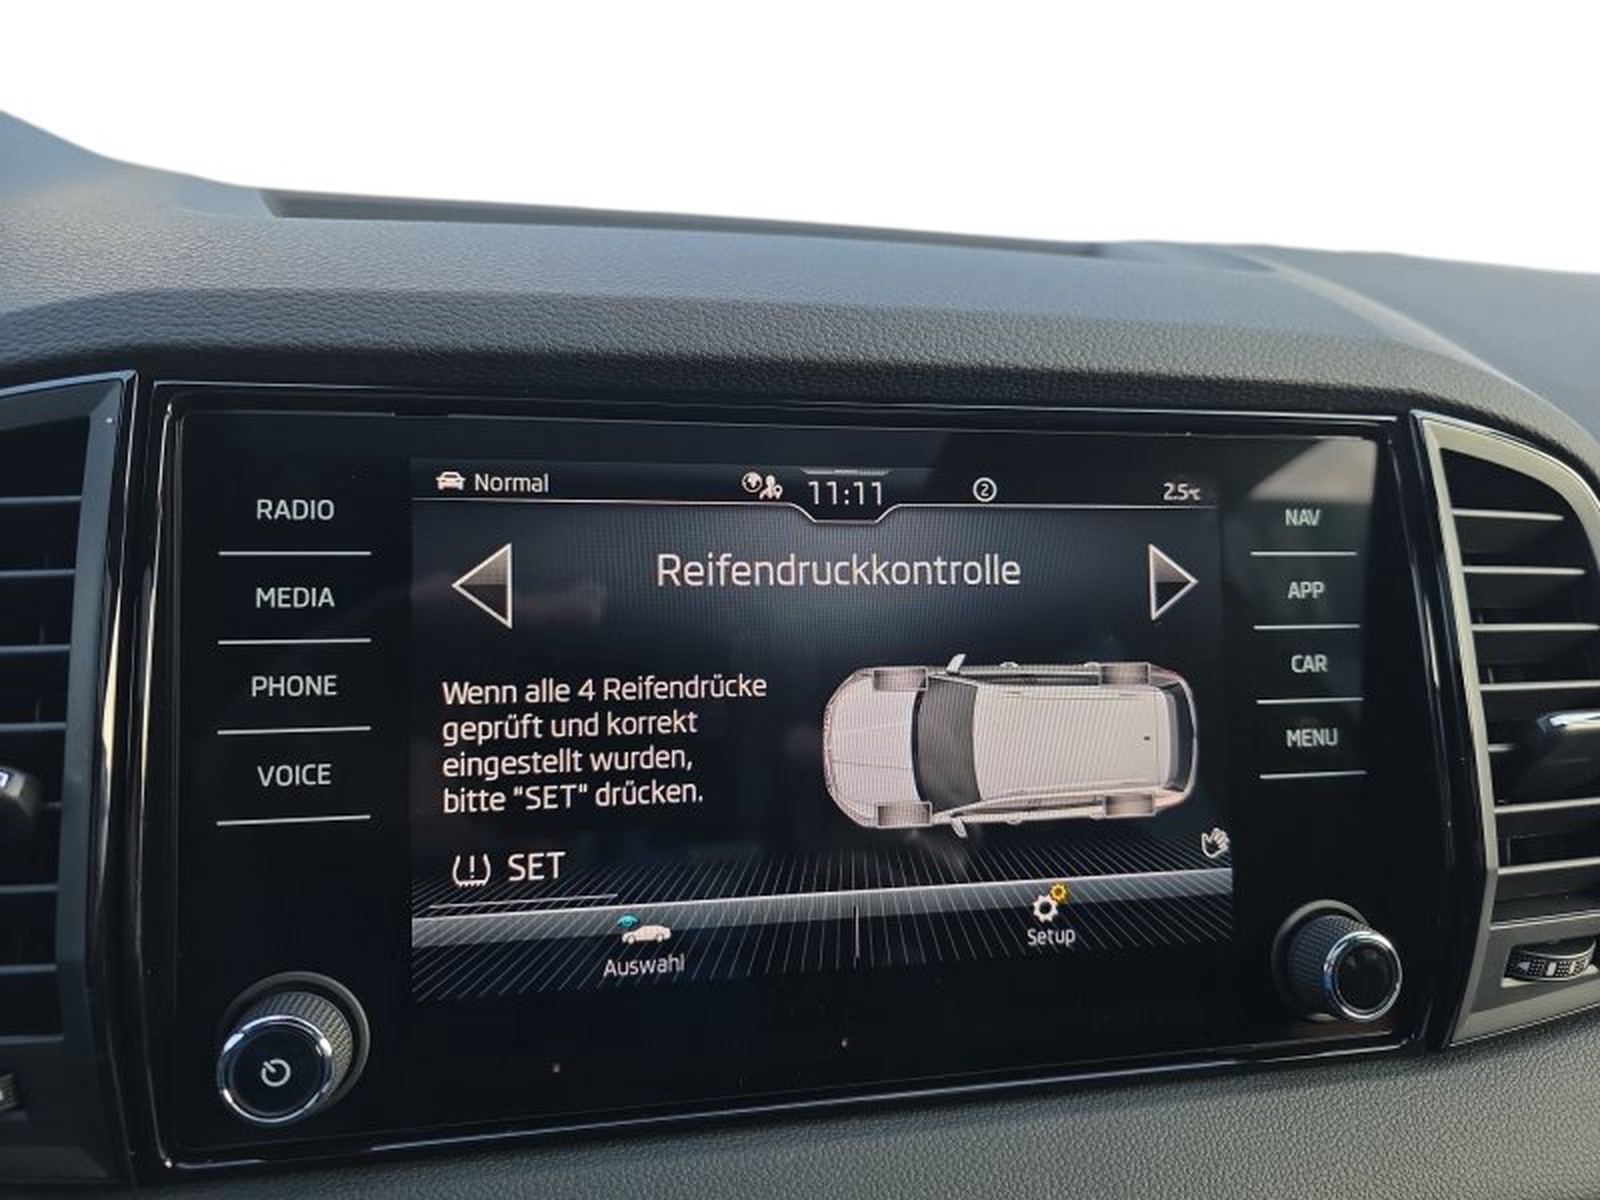 RADIO
MEDIA
PHONE
VOICE
Normal
11:11
2
2.5°C
Reifendruckkontrolle
Wenn alle 4 Reifendrücke
geprüft und korrekt
eingestellt wurden,
bitte "SET" drücken.
SET
Auswahl
Setup
NAV
APP
CAR
MENU